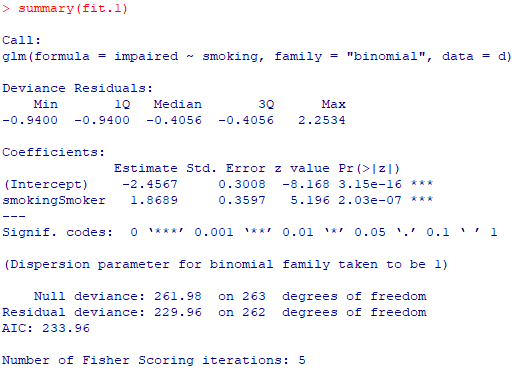 > summary(fit.1)
Call:
glm(formula = impaired ~ smoking, family = "binomial", data = d)
Deviance Residuals:
    Min       1Q   Median       3Q      Max
-0.9400  -0.9400  -0.4056  -0.4056   2.2534
Coefficients:
              Estimate Std. Error z value Pr(>|z|)
(Intercept)    -2.4567     0.3008  -8.168 3.15e-16 ***
smokingSmoker   1.8689     0.3597   5.196 2.03e-07 ***
---
Signif. codes:  0 ‘***’ 0.001 ‘**’ 0.01 ‘*’ 0.05 ‘.’ 0.1 ‘ ’ 1
(Dispersion parameter for binomial family taken to be 1)
    Null deviance: 261.98  on 263  degrees of freedom
Residual deviance: 229.96  on 262  degrees of freedom
AIC: 233.96
Number of Fisher Scoring iterations: 5